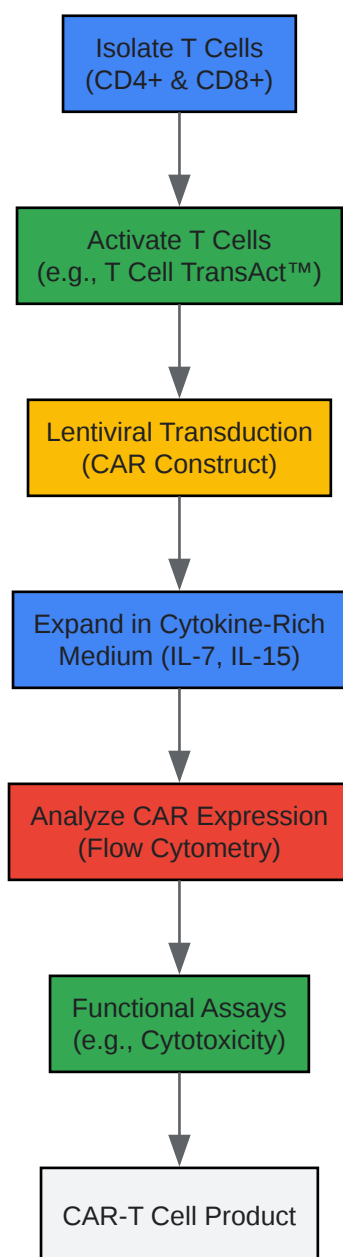 Isolate T Cells
(CD4+ & CD8+)
Activate T Cells
(e.g., T Cell TransAct™)
Lentiviral Transduction
(CAR Construct)
Expand in Cytokine-Rich
Medium (IL-7, IL-15)
Analyze CAR Expression
(Flow Cytometry)
Functional Assays
(e.g., Cytotoxicity)
CAR-T Cell Product